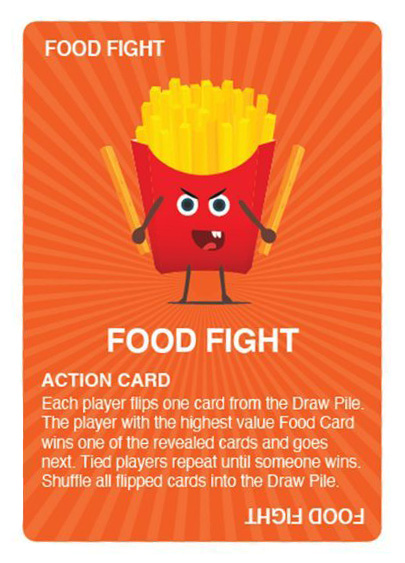 FOOD FIGHT
FOOD FIGHT
ACTION CARD
Each player flips one card from the Draw Pile.
The player with the highest value Food Card
wins one of the revealed cards and goes
next. Tied players repeat until someone wins.
Shuffle all flipped cards into the Draw Pile.
FOOD FIGHT